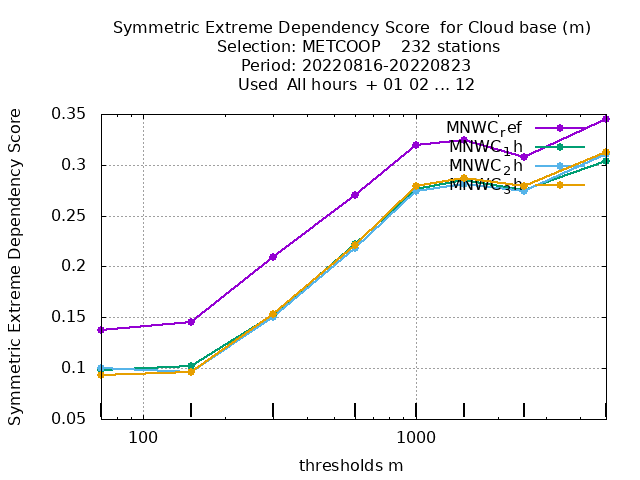 Symmetric Extreme Dependency Score for Cloud base (m)
Selection: METCOOP 232 stations
Period: 20220816-20220823
Used All hours + 01 02 ... 12
Symmetric Extreme Dependency Score
0.35
0.3
0.25
0.2
0.15
0.1
0.05
MNWC_ref
MNWC_1h
MNWC_2h
MNWC_3h
100
1000
thresholds m